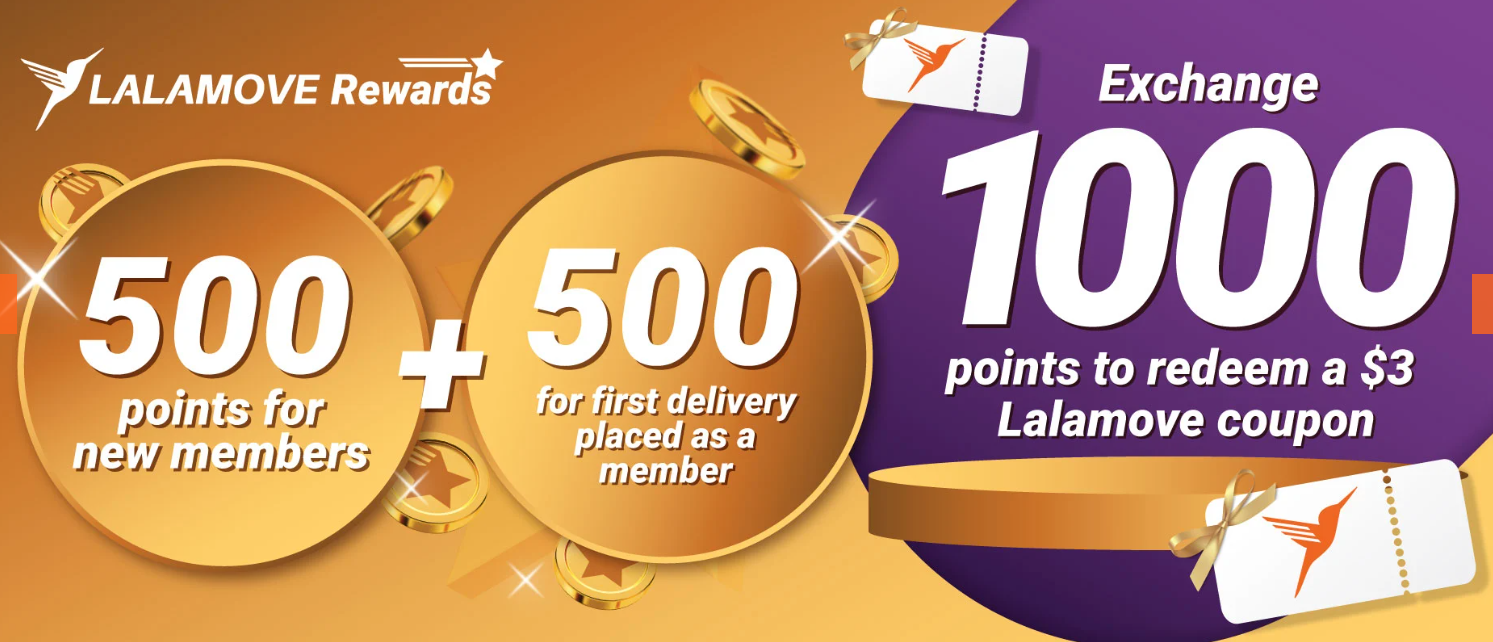 LALAMOVE Rewards
500
points for
new members
+
500
for first delivery
placed as a
member
Exchange
1000
points to redeem a $3
Lalamove coupon